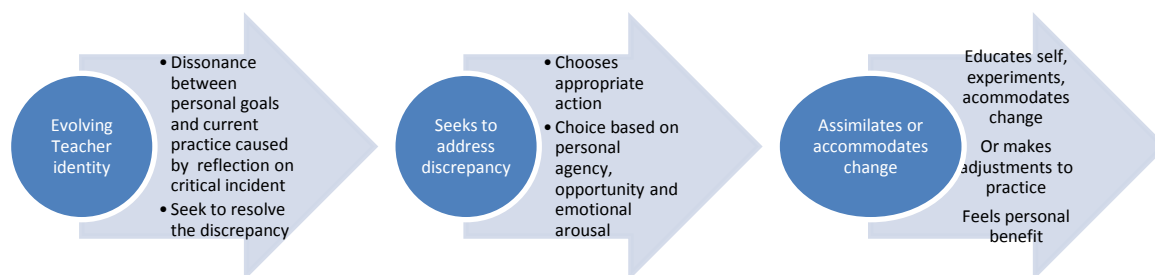 Evolving
Teacher
identity
• Dissonance
between
personal goals
and current
practice caused
by reflection on
critical incident
• Seek to resolve
the discrepancy
Seeks to
address
discrepancy
• Chooses
appropriate
action
• Choice based on
personal
agency,
opportunity and
emotional
arousal
Assimilates or
accommodates
change
Educates self,
experiments,
acommodates
change
Or makes
adjustments to
practice
Feels personal
benefit